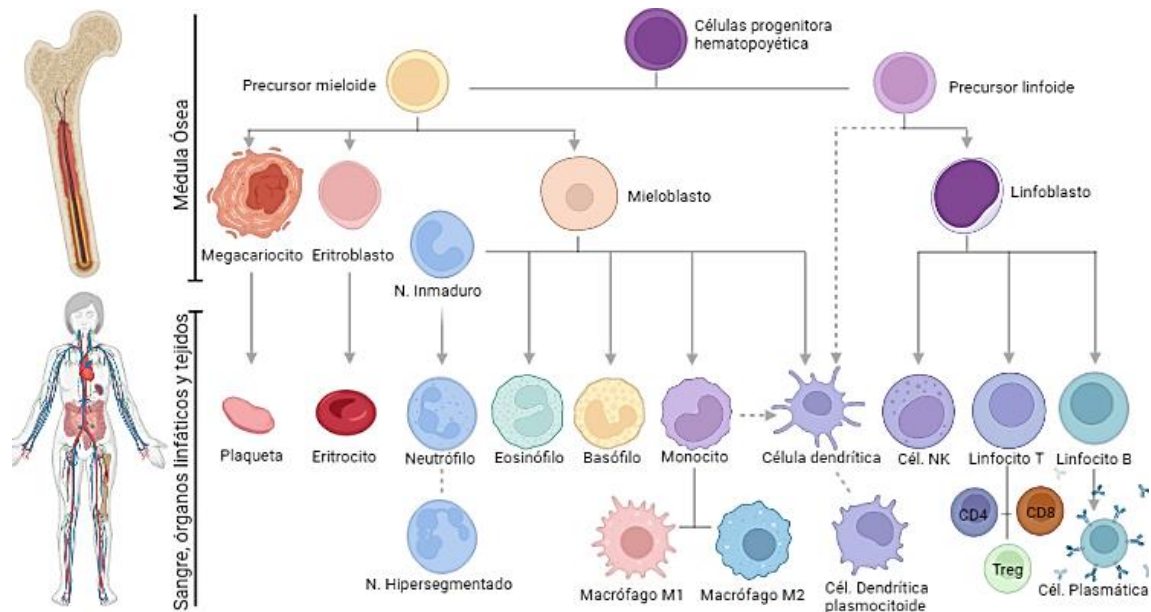 Células progenitora
hematopoyética
Precursor mieloide
Precursor linfoide
Médula Ósea
Mieloblasto
Linfoblasto
Megacariocito
Eritroblasto
N. Inmaduro
Sangre, órganos linfáticos y tejidos
Plaqueta
Eritrocito
Neutrófilo
Eosinófilo
Basófilo
Monocito
Célula dendrítica
Cél. NK
Linfocito T
Linfocito B
CD4
CD8
Treg
N. Hipersegmentado
Macrófago M1
Macrófago M2
Cél. Dendrítica
plasmocitoide
Cél. Plasmática